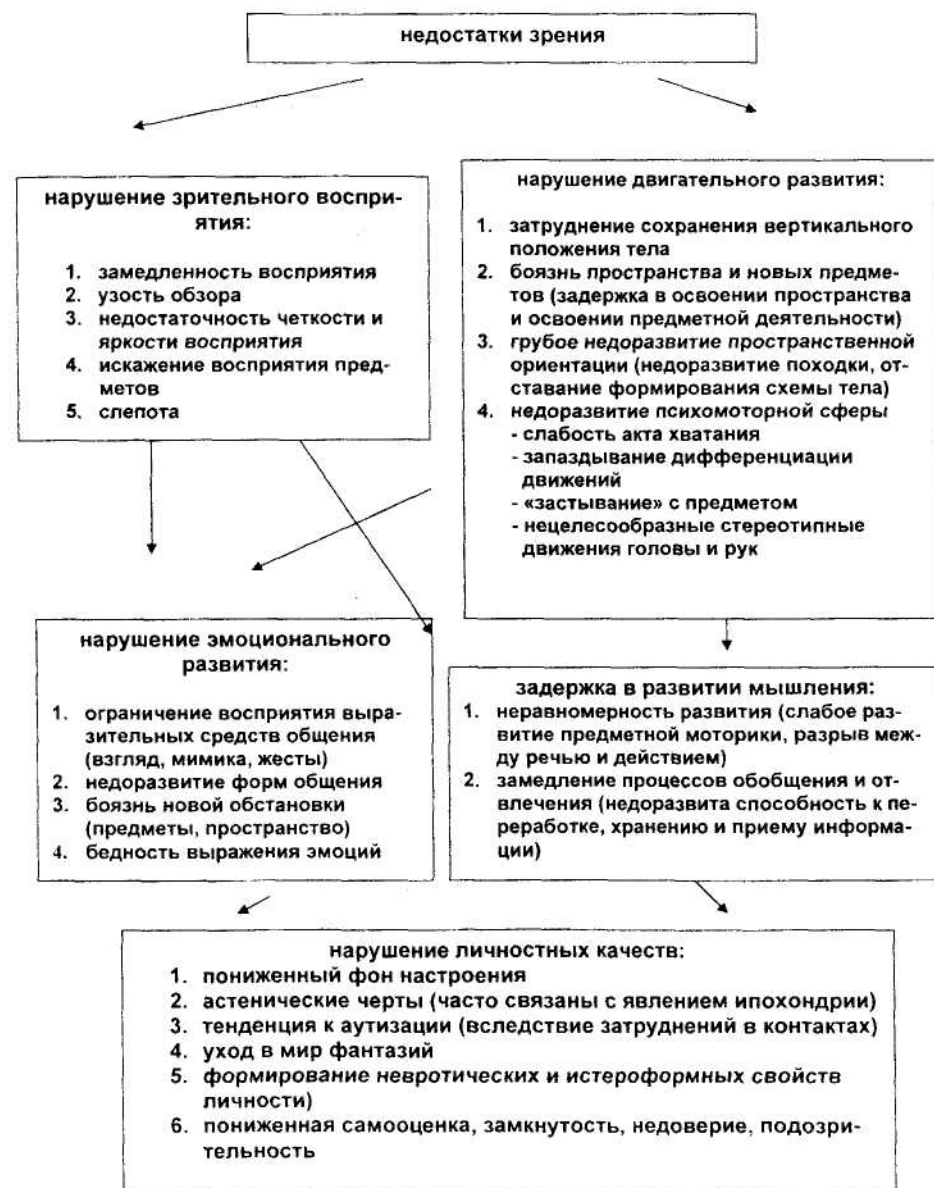 недостатки зрения
нарушение зрительного воспри-
ятия:
1. замедленность восприятия
2. узость обзора
3. недостаточность четкости и
яркости восприятия
4. искажение восприятия пред-
метов
5. слепота
нарушение двигательного развития:
1. затруднение сохранения вертикального
положения тела
2. боязнь пространства и новых предме-
тов (задержка в освоении пространства
и освоении предметной деятельности)
3. грубое недоразвитие пространственной
ориентации (недоразвитие походки, от-
ставание формирования схемы тела)
4. недоразвитие психомоторной сферы
- слабость акта хватания
- запаздывание дифференциации
движений
- «застывание» с предметом
- нецелесообразные стереотипные
движения головы и рук
нарушение эмоционального
развития:
1. ограничение восприятия выра-
зительных средств общения
(взгляд, мимика, жесты)
2. недоразвитие форм общения
3. боязнь новой обстановки
(предметы, пространство)
4. бедность выражения эмоций
задержка в развитии мышления:
1. неравномерность развития (слабое раз-
витие предметной моторики, разрыв меж-
ду речью и действием)
2. замедление процессов обобщения и от-
влечения (недоразвита способность к пе-
реработке, хранению и приему информа-
ции)
нарушение личностных качеств:
1. пониженный фон настроения
2. астенические черты (часто связаны с явлением ипохондрии)
3. тенденция к аутизации (вследствие затруднений в контактах)
4. уход в мир фантазий
5. формирование невротических и истероформных свойств
личности)
6. пониженная самооценка, замкнутость, недоверие, подозри-
тельность